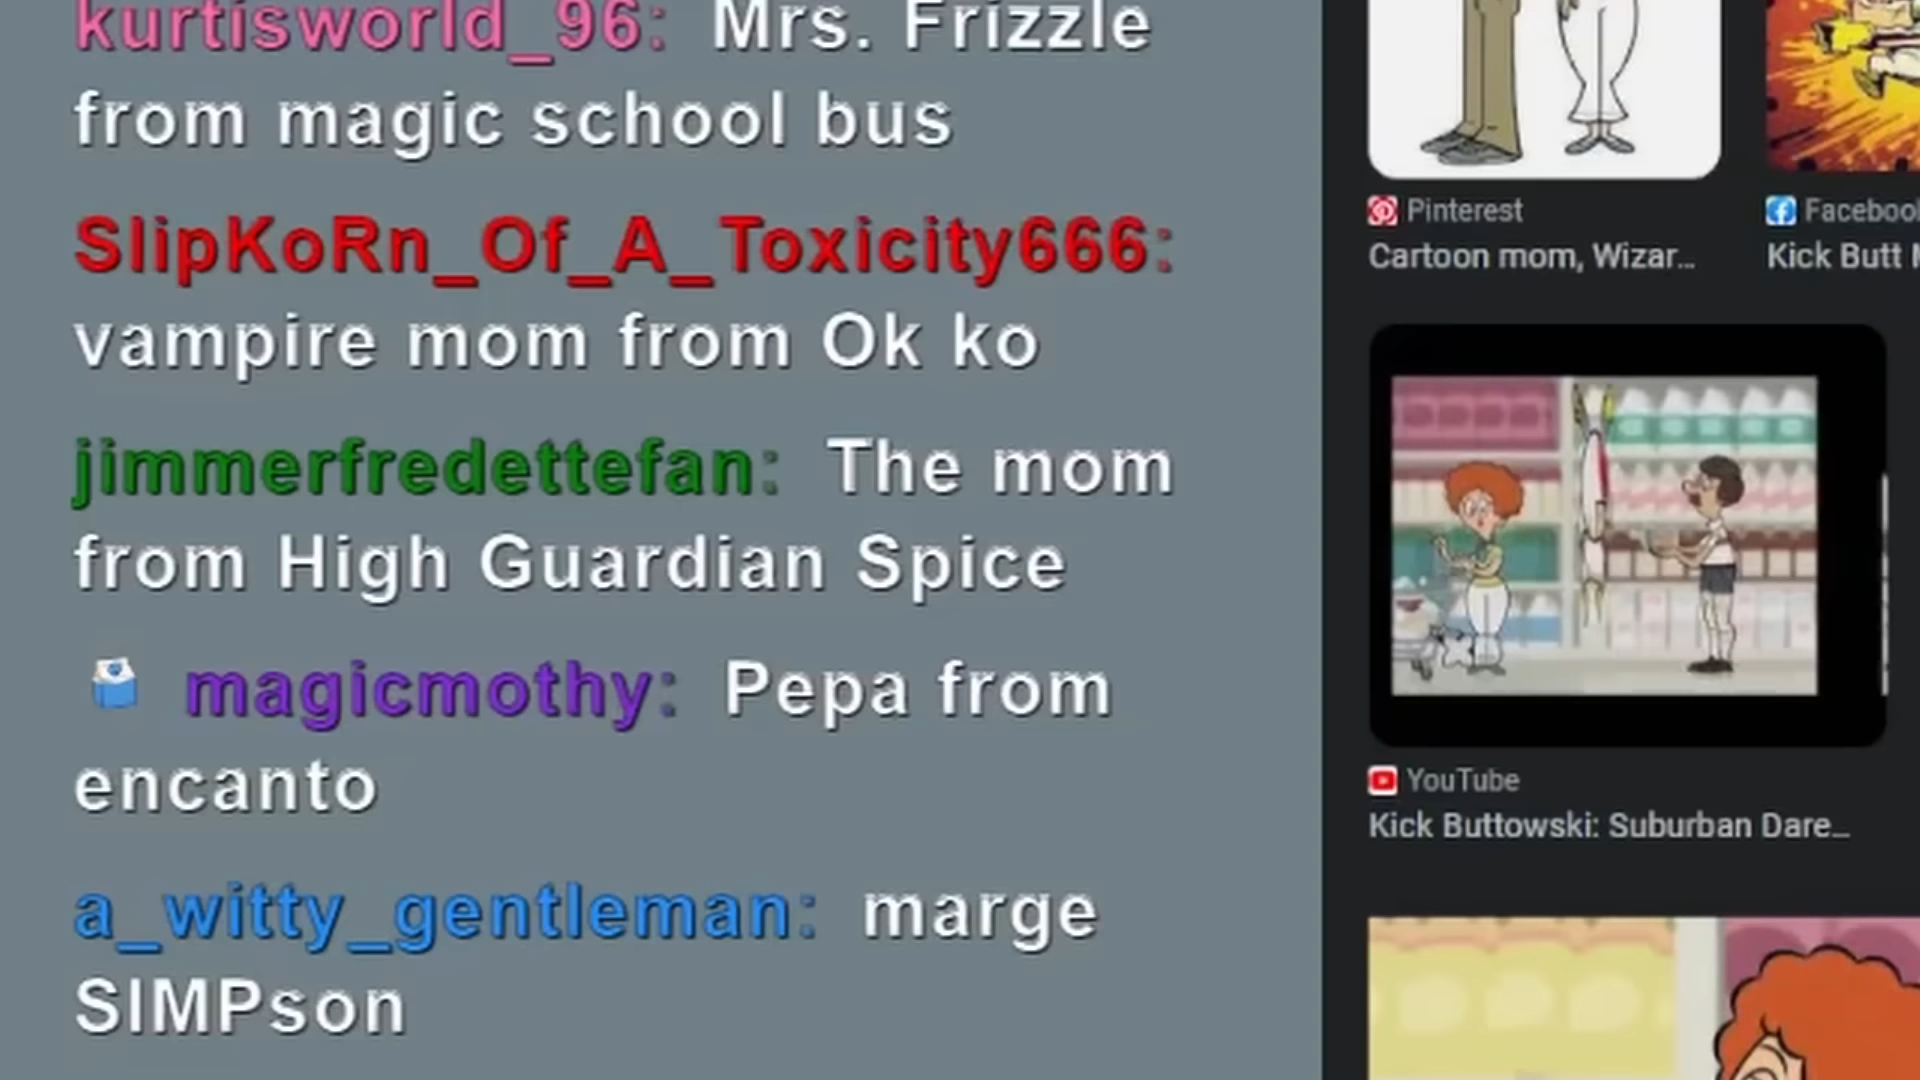 kurtisworld_96: Mrs. Frizzle
from magic school bus
SlipKoRn_Of_A_Toxicity666:
vampire mom from Ok ko
jimmerfredettefan: The mom
from High Guardian Spice
magicmothy: Pepa from
encanto
a_witty_gentleman: marge
SIMPson
Pinterest
Cartoon mom, Wizar...
Facebook
Kick Butt
YouTube
Kick Buttowski: Suburban Dare...